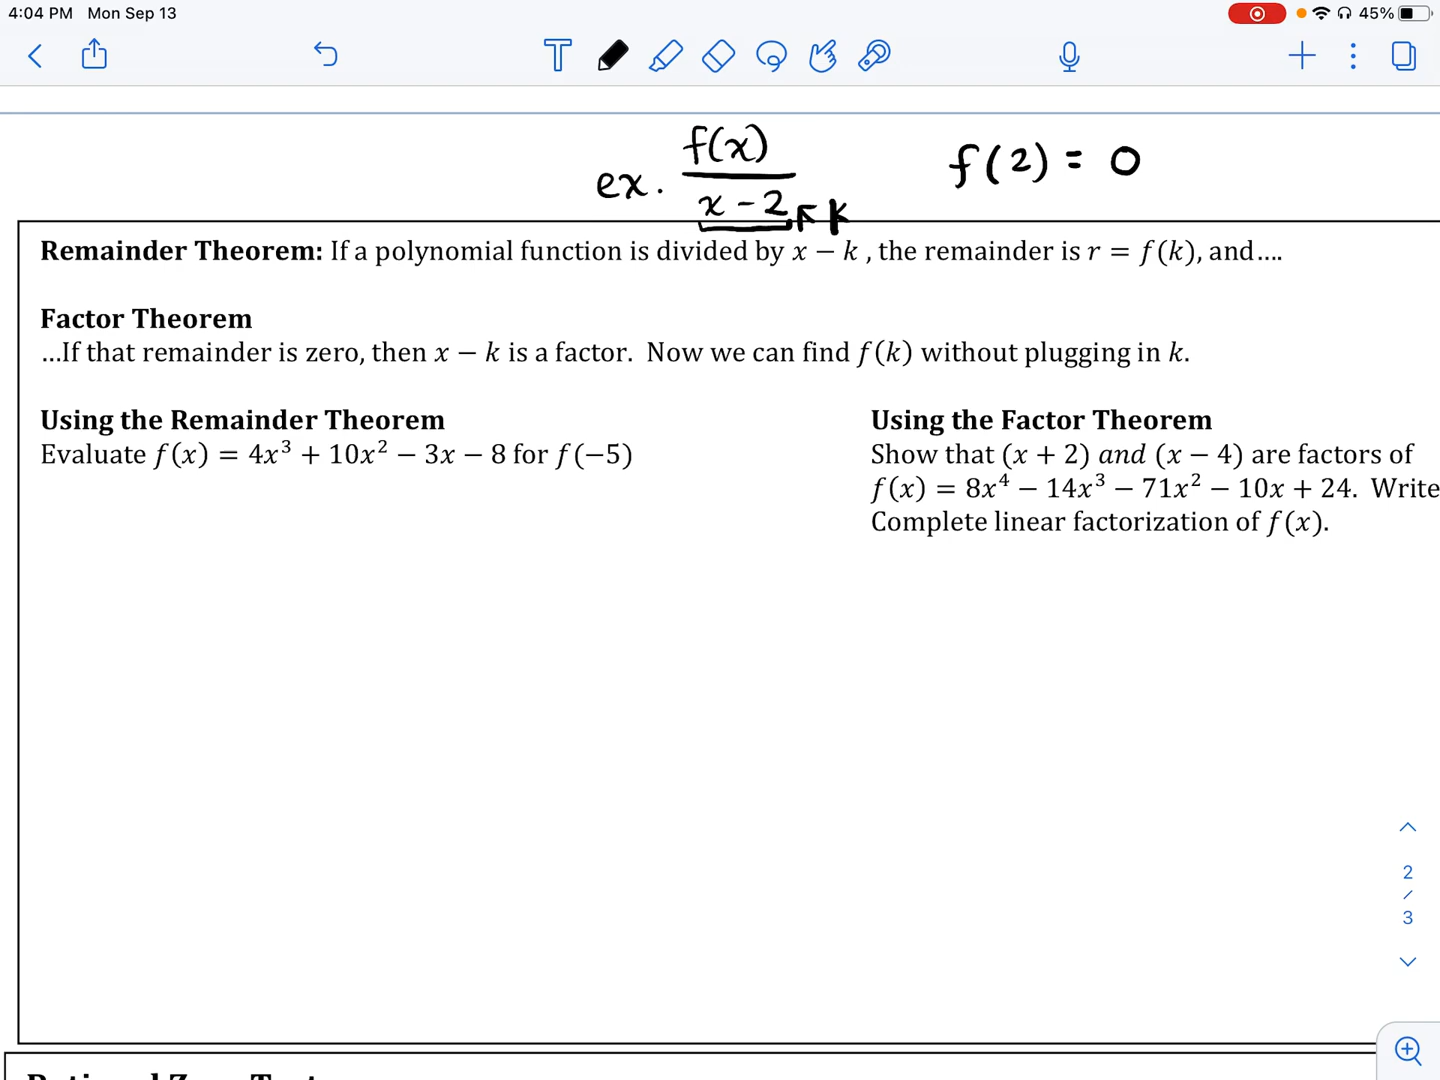 4:04 PM Mon Sep 13
45%
T
ex. f(x) / x - 2 k f(2) = 0
Remainder Theorem: If a polynomial function is divided by x − k , the remainder is r = f(k), and….
Factor Theorem
…If that remainder is zero, then x − k is a factor. Now we can find f(k) without plugging in k.
Using the Remainder Theorem
Evaluate f(x) = 4x³ + 10x² − 3x − 8 for f(−5)
Using the Factor Theorem
Show that (x + 2) and (x − 4) are factors of
f(x) = 8x⁴ − 14x³ − 71x² − 10x + 24. Write
Complete linear factorization of f(x).
2
/
3